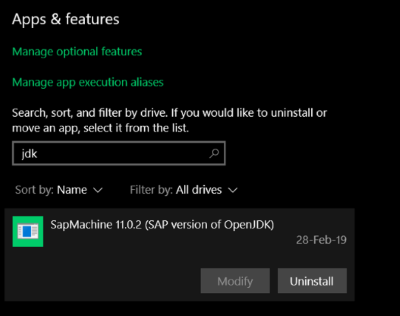 Apps & features
Manage optional features
Manage app execution aliases
Search, sort, and filter by drive. If you would like to uninstall or
move an app, select it from the list.
jdk
Sort by: Name Filter by: All drives
SapMachine 11.0.2 (SAP version of OpenJDK)
28-Feb-19
Modify Uninstall